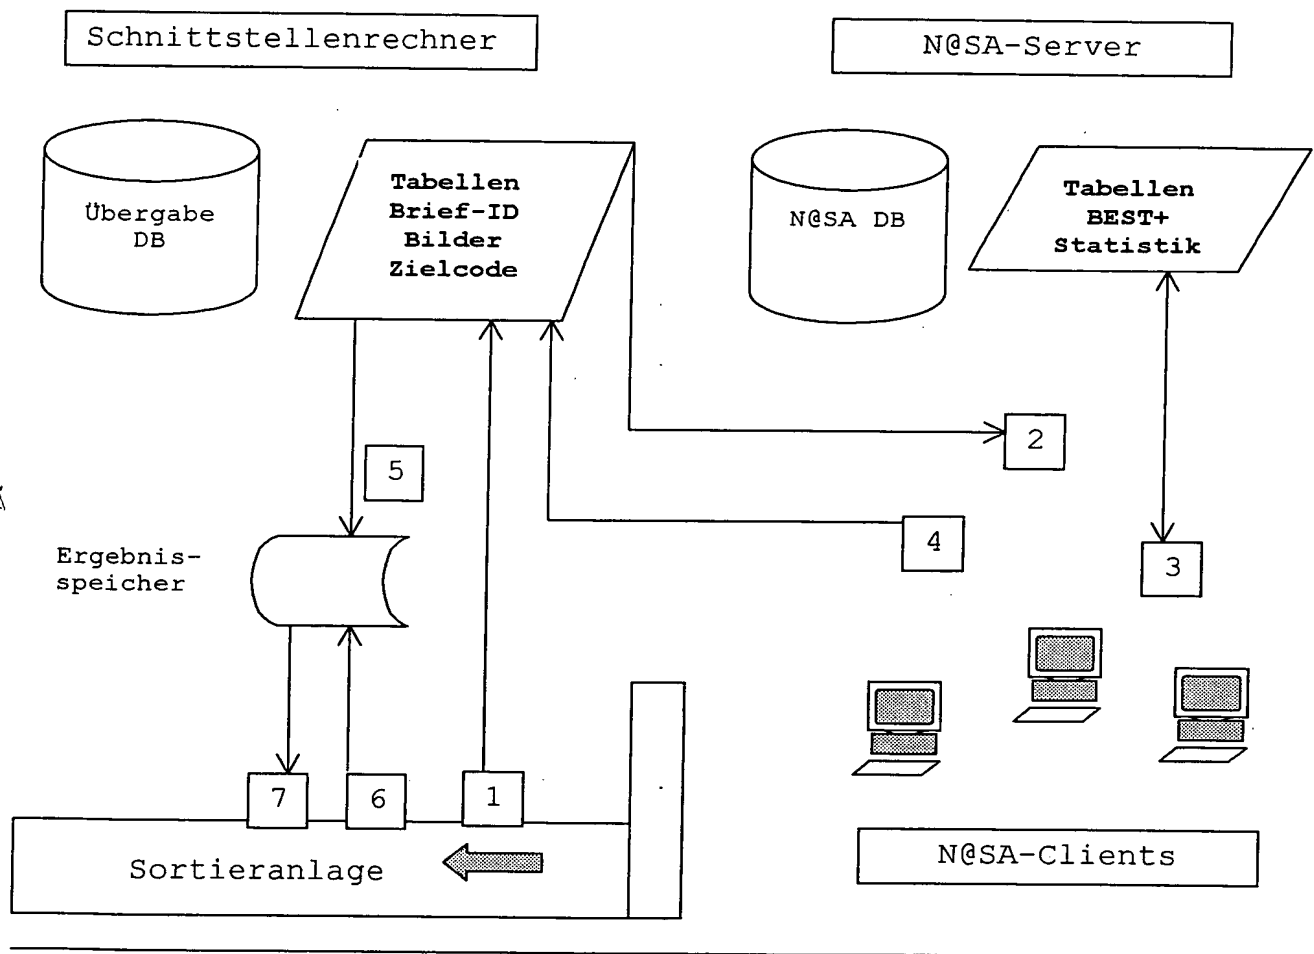 Schnittstellenrechner
N@SA-Server
Übergabe
DB
Tabellen
Brief-ID
Bilder
Zielcode
N@SA DB
Tabellen
BEST+
Statistik
2
5
4
3
Ergebnis-
speicher
7
6
1
Sortieranlage
N@SA-Clients